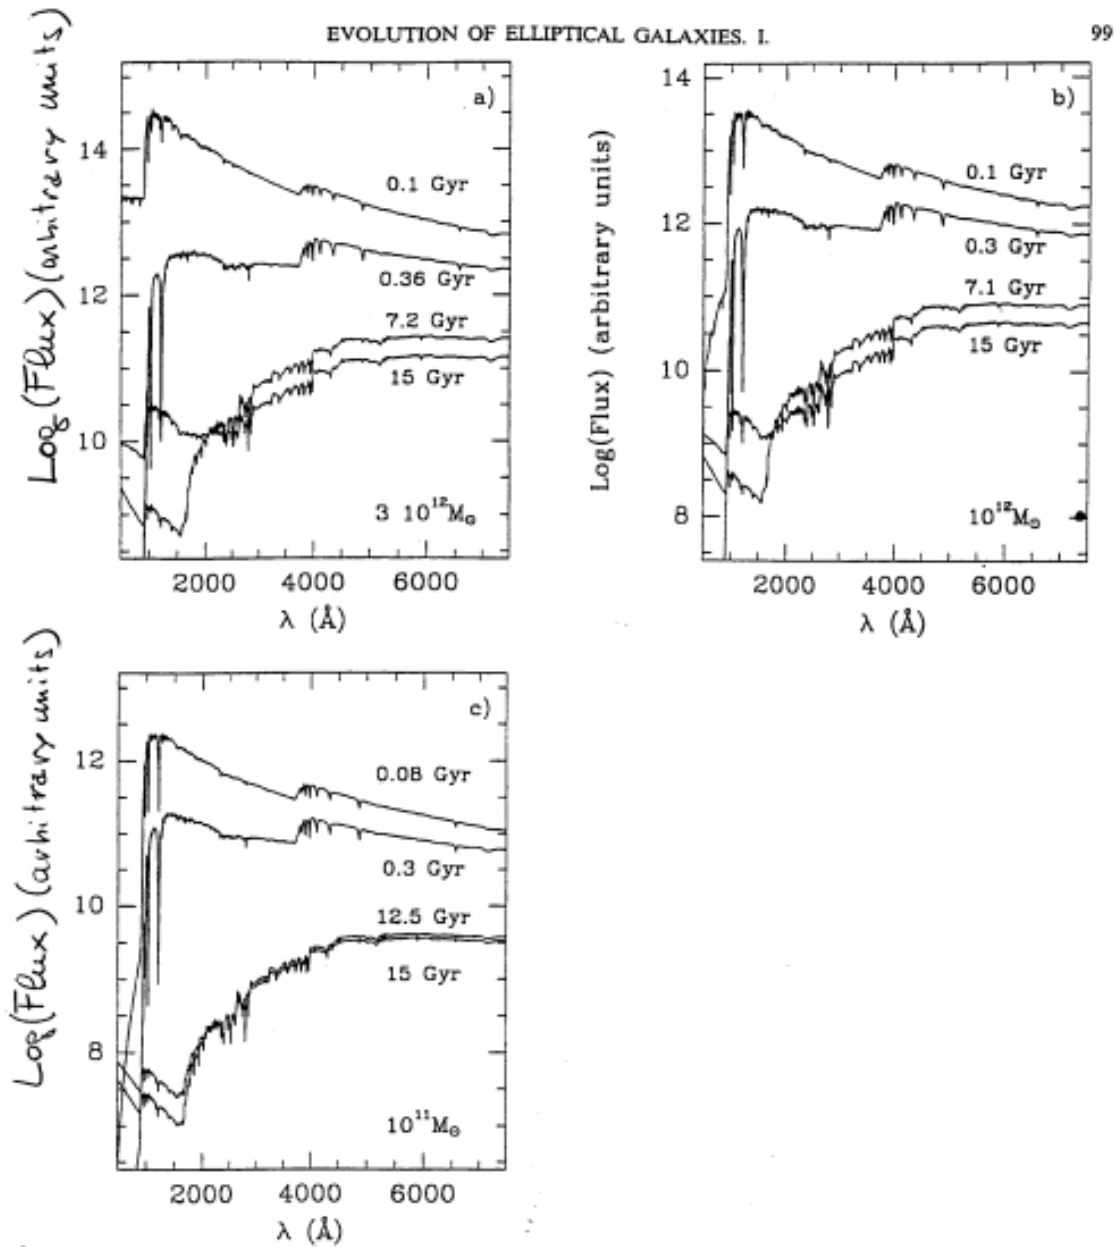 EVOLUTION OF ELLIPTICAL GALAXIES. I.
99
Log(Flux)(arbitrary units)
a)
14
12
10
0.1 Gyr
0.36 Gyr
7.2 Gyr
15 Gyr
3 10¹²M⊙
2000 4000 6000
λ (Å)
Log(Flux) (arbitrary units)
b)
14
12
10
8
0.1 Gyr
0.3 Gyr
7.1 Gyr
15 Gyr
10¹²M⊙
2000 4000 6000
λ (Å)
Log(Flux)(arbitrary units)
c)
12
10
8
0.08 Gyr
0.3 Gyr
12.5 Gyr
15 Gyr
10¹¹M⊙
2000 4000 6000
λ (Å)